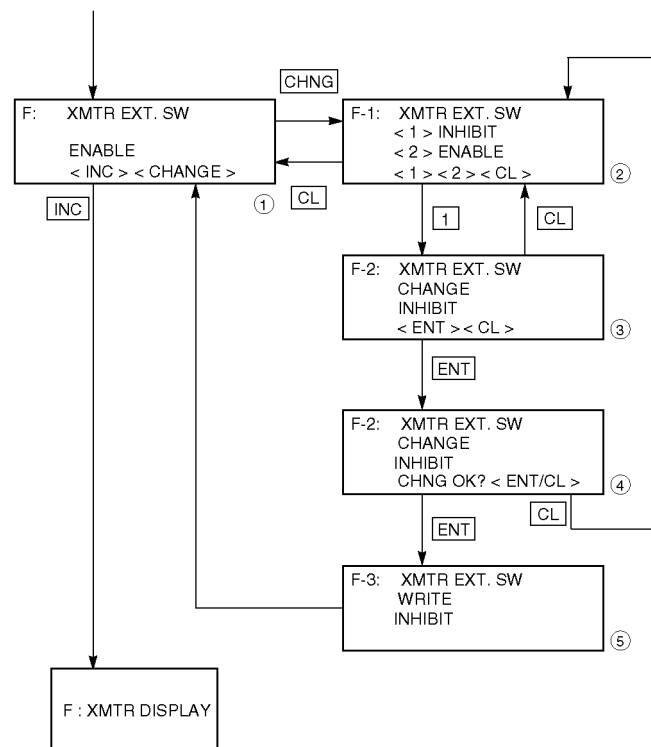 CHNG
F: XMTR EXT. SW
ENABLE
< INC > < CHANGE >
1
F-1: XMTR EXT. SW
< 1 > INHIBIT
< 2 > ENABLE
< 1 > < 2 > < CL >
2
CL
INC
1
CL
F-2: XMTR EXT. SW
CHANGE
INHIBIT
< ENT > < CL >
3
ENT
F-2: XMTR EXT. SW
CHANGE
INHIBIT
CHNG OK? < ENT/CL >
4
CL
ENT
F-3: XMTR EXT. SW
WRITE
INHIBIT
5
F : XMTR DISPLAY